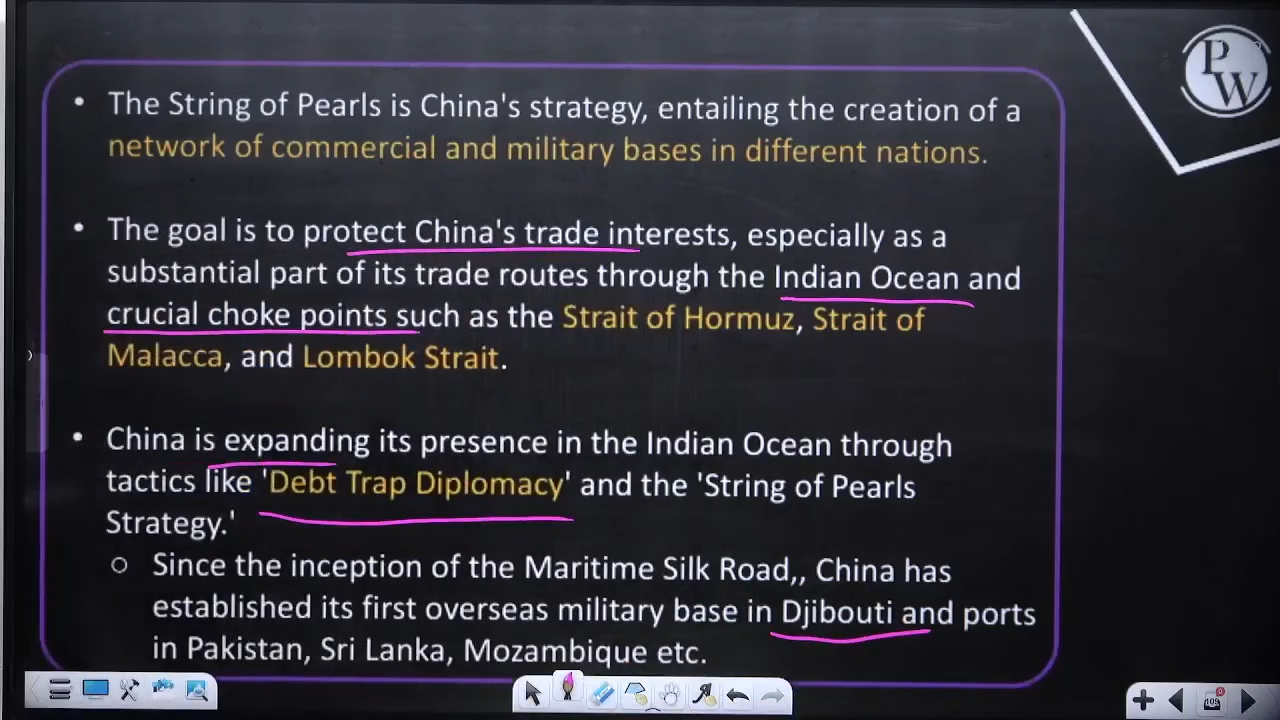 PW
• The String of Pearls is China's strategy, entailing the creation of a
network of commercial and military bases in different nations.
• The goal is to protect China's trade interests, especially as a
substantial part of its trade routes through the Indian Ocean and
crucial choke points such as the Strait of Hormuz, Strait of
Malacca, and Lombok Strait.
• China is expanding its presence in the Indian Ocean through
tactics like 'Debt Trap Diplomacy' and the 'String of Pearls
Strategy.'
○ Since the inception of the Maritime Silk Road,, China has
established its first overseas military base in Djibouti and ports
in Pakistan, Sri Lanka, Mozambique etc.
109